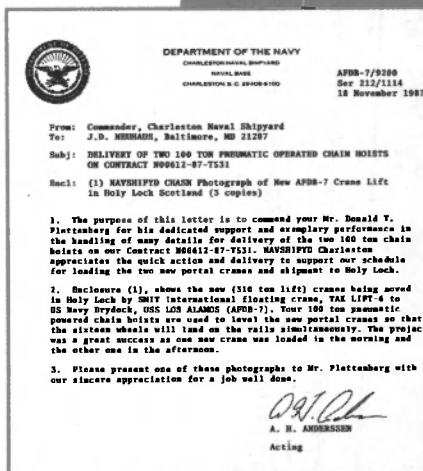 DEPARTMENT OF THE NAVY
CHARLESTON NAVAL SHIPYARD
NAVAL BASE
CHARLESTON, S.C. 29408-6100
AFDB-7/9200
Ser 212/1114
18 November 1987
From: Commander, Charleston Naval Shipyard
To: J.D. NEUHAUS, Baltimore, MD 21207
Subj: DELIVERY OF TWO 100 TON PNEUMATIC OPERATED CHAIN HOISTS
ON CONTRACT N00612-87-T531
Encl: (1) NAVSHIPYD CHASN Photograph of New AFDB-7 Crane Lift
in Holy Lock Scotland (3 copies)
1. The purpose of this letter is to commend your Mr. Donald T.
Plettenberg for his dedicated support and exemplary performance in
the handling of many details for delivery of the two 100 ton chain
hoists on our Contract N00612-87-T531. NAVSHIPYD Charleston
appreciates the quick action and delivery to support our schedule
for loading the two new portal cranes and shipment to Holy Loch.
2. Enclosure (1), shows the new (310 ton lift) cranes being moved
in Holy Lock by SMIT International floating crane, TAK LIFT-6 to
US Navy Drydock, USS LOS ALAMOS (AFDB-7). Your 100 ton pneumatic
powered chain hoists are used to level the new portal cranes so that
the sixteen wheels will land on the rails simultaneously. The projec
was a great success as one new crane was loaded in the morning and
the other one in the afternoon.
3. Please present one of these photographs to Mr. Plettenberg with
our sincere appreciation for a job well done.
A. H. ANDERSSEN
Acting